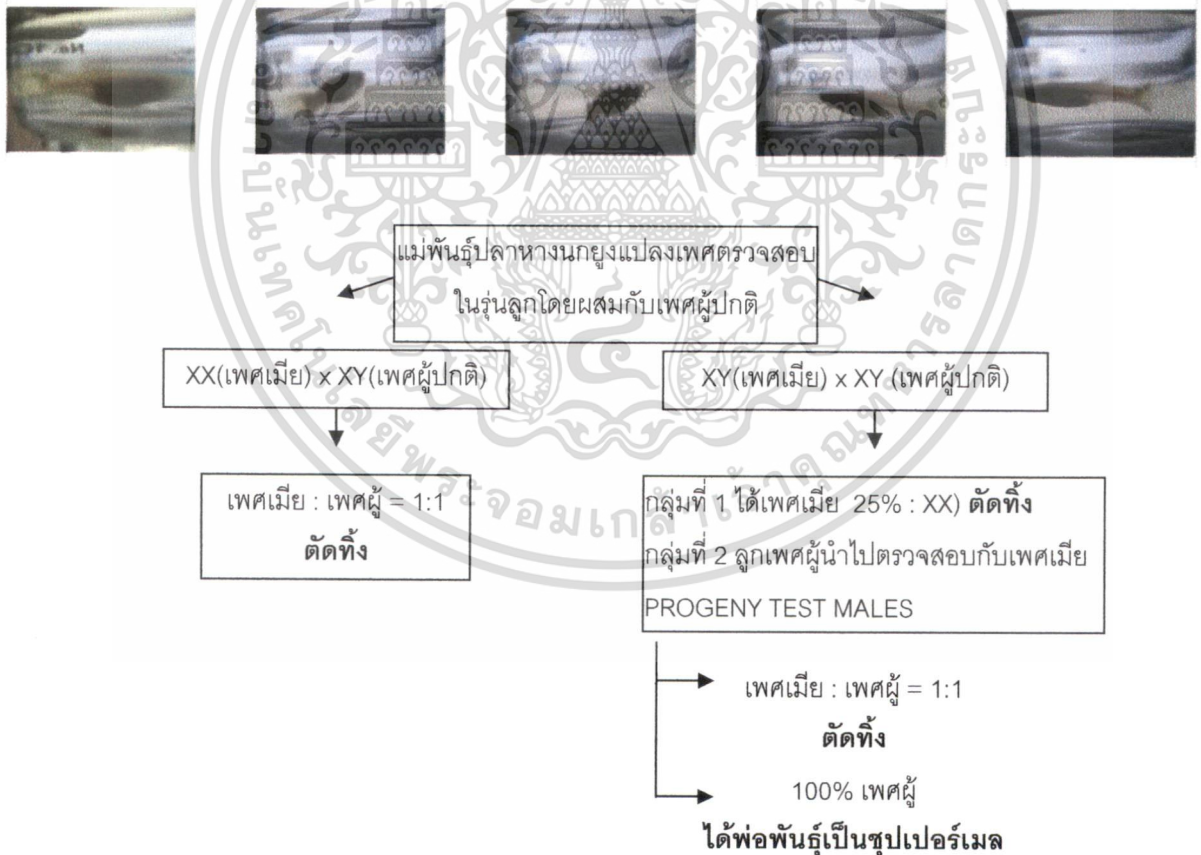 แม่พันธุ์ปลาหางนกยูงแปลงเพศตรวจสอบ
ในรุ่นลูกโดยผสมกับเพศผู้ปกติ
XX(เพศเมีย) x XY(เพศผู้ปกติ)
XY(เพศเมีย) x XY (เพศผู้ปกติ)
เพศเมีย : เพศผู้ = 1:1
ตัดทิ้ง
กลุ่มที่ 1 ได้เพศเมีย 25% : XX) ตัดทิ้ง
กลุ่มที่ 2 ลูกเพศผู้นำไปตรวจสอบกับเพศเมีย
PROGENY TEST MALES
เพศเมีย : เพศผู้ = 1:1
ตัดทิ้ง
100% เพศผู้
ได้พ่อพันธุ์เป็นซุปเปอร์เมล